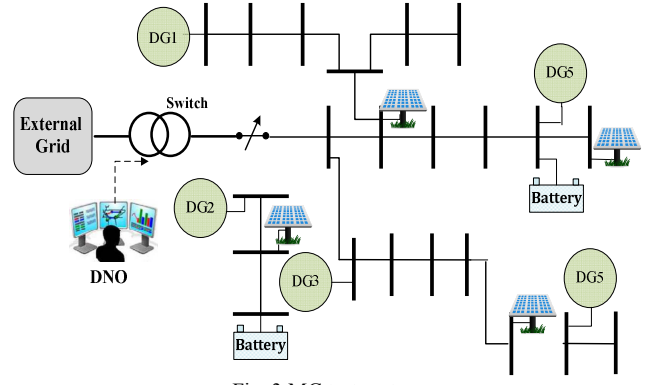 DG1
DG5
Switch
External
Grid
Battery
DG2
DNO
DG3
DG5
Battery